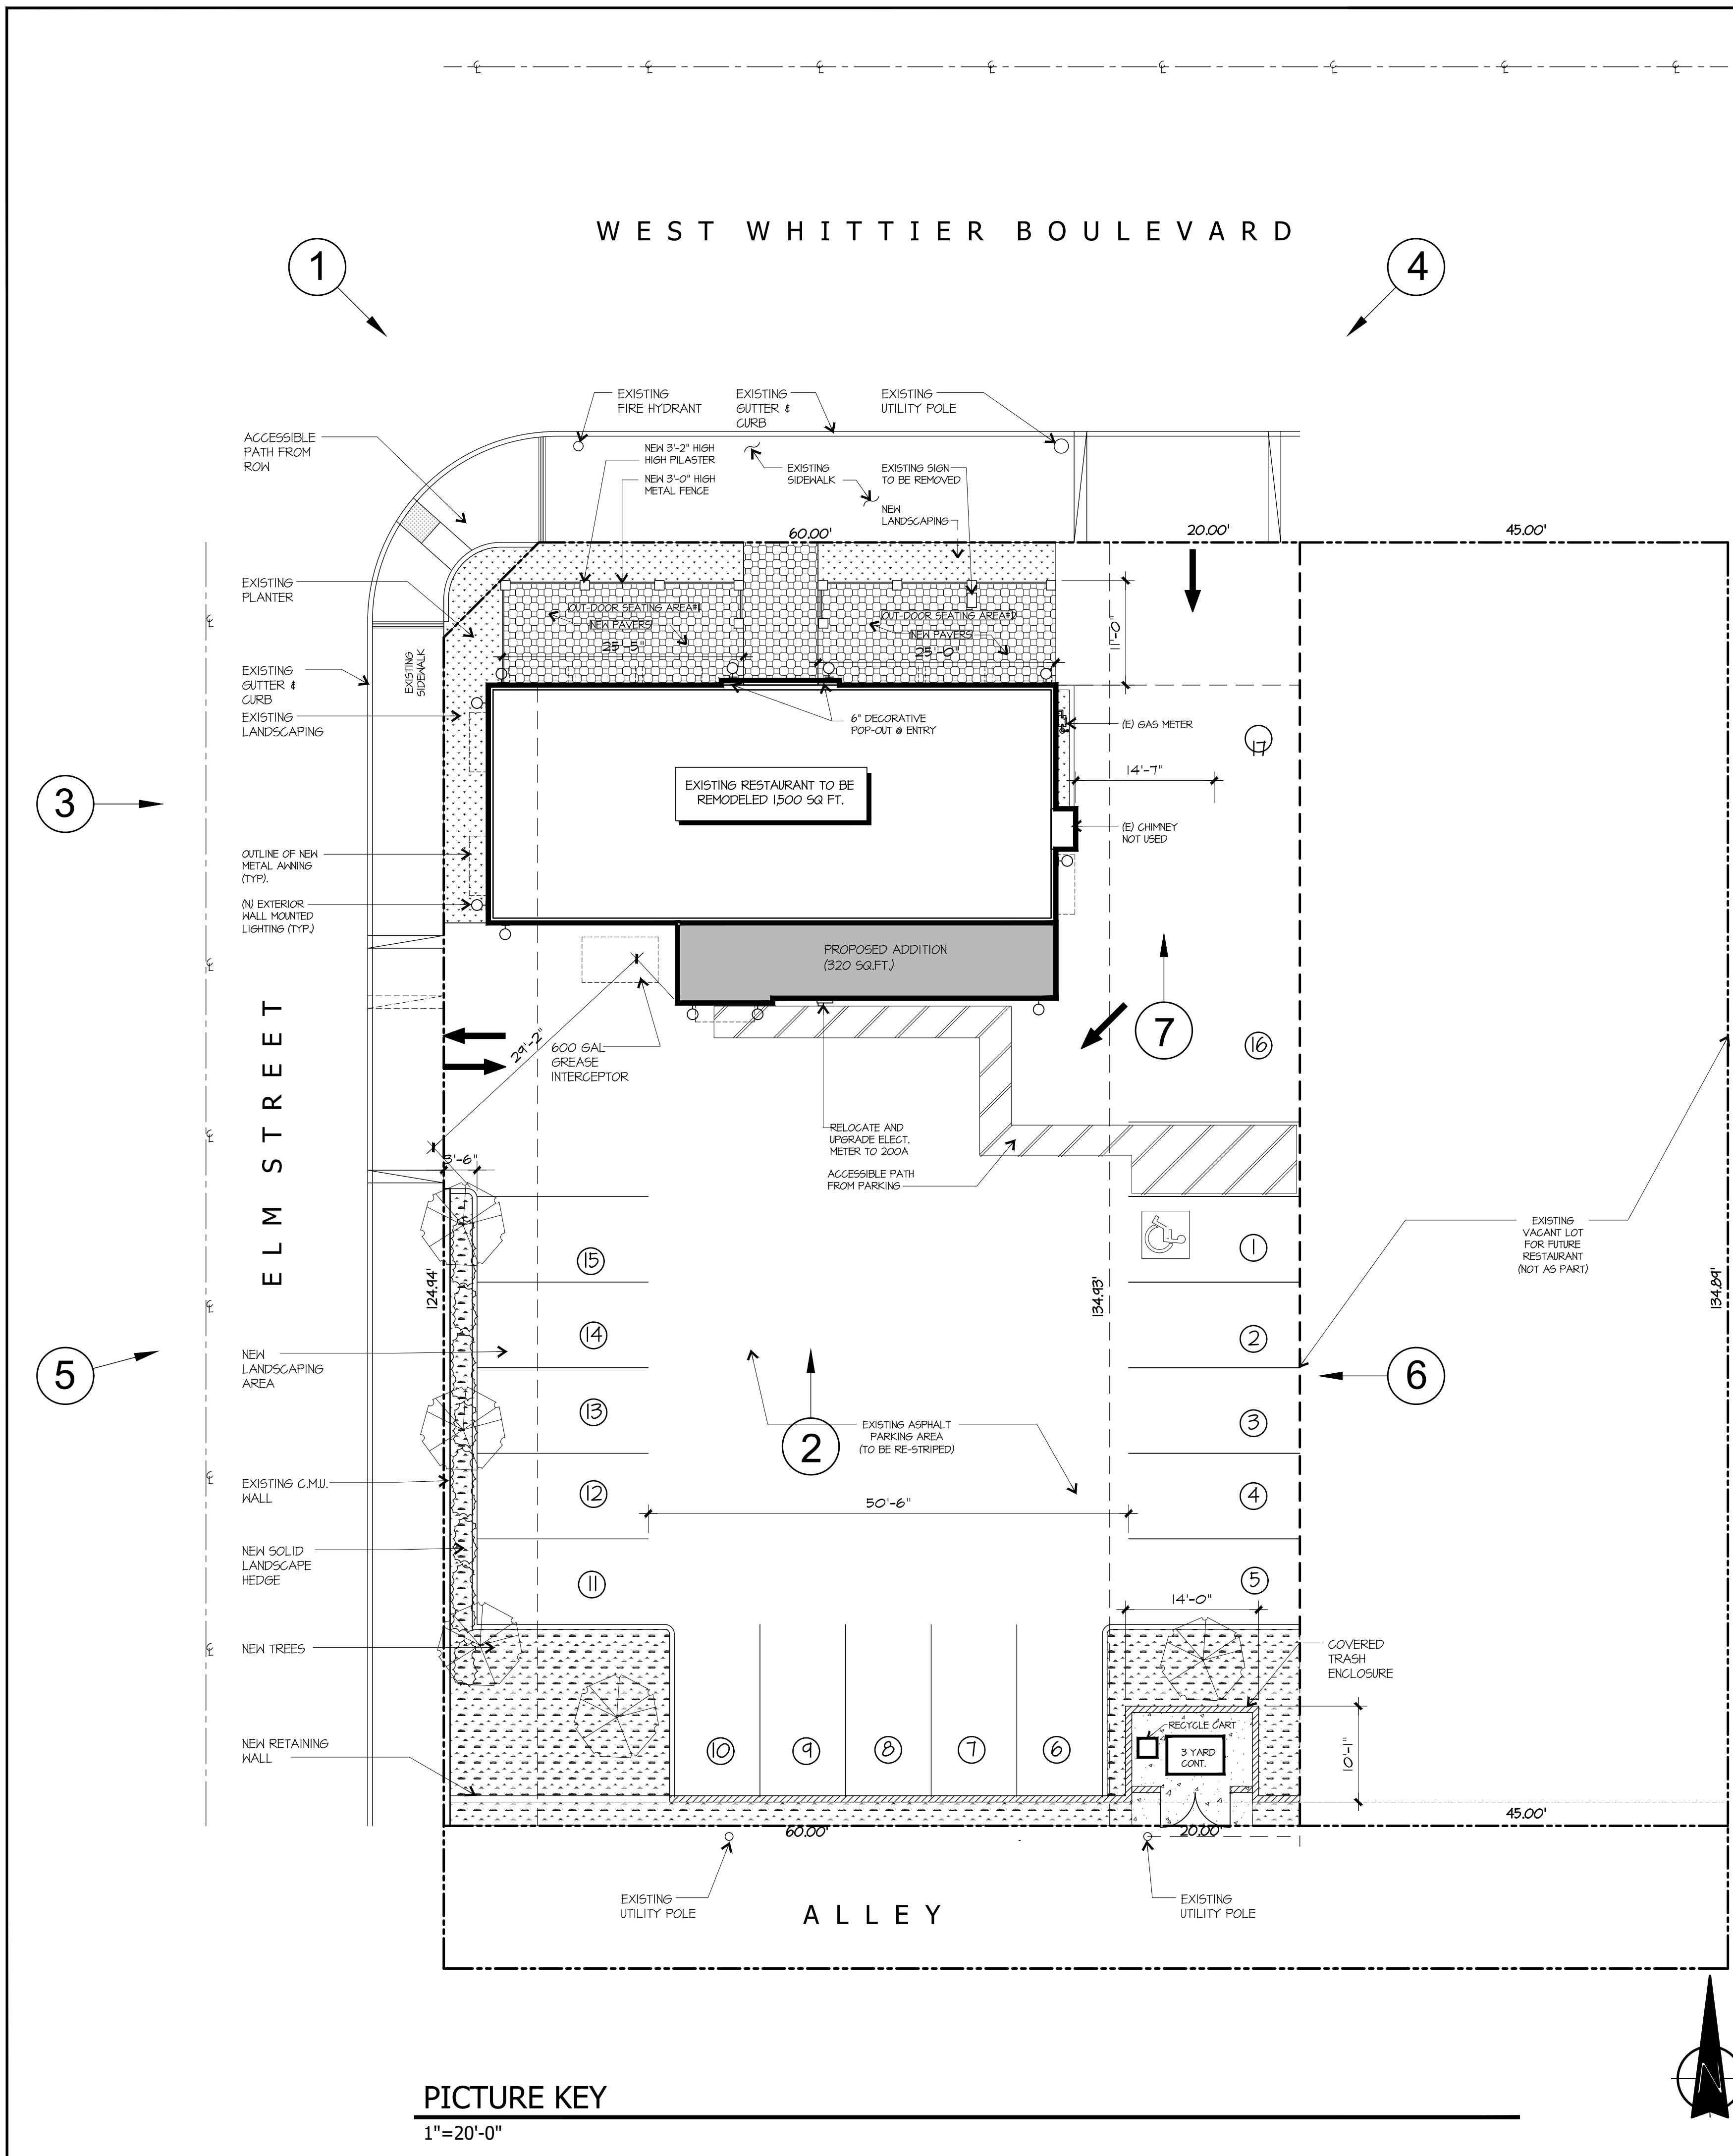 WEST WHITTIER BOULEVARD
1
4
EXISTING
FIRE HYDRANT
EXISTING
GUTTER &
CURB
EXISTING
UTILITY POLE
ACCESSIBLE
PATH FROM
ROW
NEW 3'-2" HIGH
HIGH PILASTER
NEW 3'-0" HIGH
METAL FENCE
EXISTING
SIDEWALK
EXISTING SIGN
TO BE REMOVED
NEW
LANDSCAPING
60.00'
20.00'
45.00'
EXISTING
PLANTER
OUT-DOOR SEATING AREA#1
NEW PAVERS
25'-5"
OUT-DOOR SEATING AREA#2
NEW PAVERS
25'-0"
11'-0"
EXISTING
SIDEWALK
EXISTING
GUTTER &
CURB
EXISTING
LANDSCAPING
6" DECORATIVE
POP-OUT @ ENTRY
(E) GAS METER
17
14'-7"
EXISTING RESTAURANT TO BE
REMODELED 1,500 SQ FT.
3
(E) CHIMNEY
NOT USED
OUTLINE OF NEW
METAL AWNING
(TYP).
(N) EXTERIOR
WALL MOUNTED
LIGHTING (TYP.)
PROPOSED ADDITION
(320 SQ.FT.)
ELM STREET
29'-2"
600 GAL
GREASE
INTERCEPTOR
7
16
RELOCATE AND
UPGRADE ELECT.
METER TO 200A
ACCESSIBLE PATH
FROM PARKING
3'-6"
EXISTING
VACANT LOT
FOR FUTURE
RESTAURANT
(NOT AS PART)
15
1
124.94'
134.93'
134.89'
14
2
NEW
LANDSCAPING
AREA
5
6
13
3
2
EXISTING ASPHALT
PARKING AREA
(TO BE RE-STRIPED)
EXISTING C.M.U.
WALL
12
4
50'-6"
NEW SOLID
LANDSCAPE
HEDGE
11
5
14'-0"
NEW TREES
COVERED
TRASH
ENCLOSURE
NEW RETAINING
WALL
10
9
8
7
6
RECYCLE CART
3 YARD
CONT.
10'-1"
60.00'
20.00'
45.00'
EXISTING
UTILITY POLE
ALLEY
EXISTING
UTILITY POLE
N
PICTURE KEY
1"=20'-0"